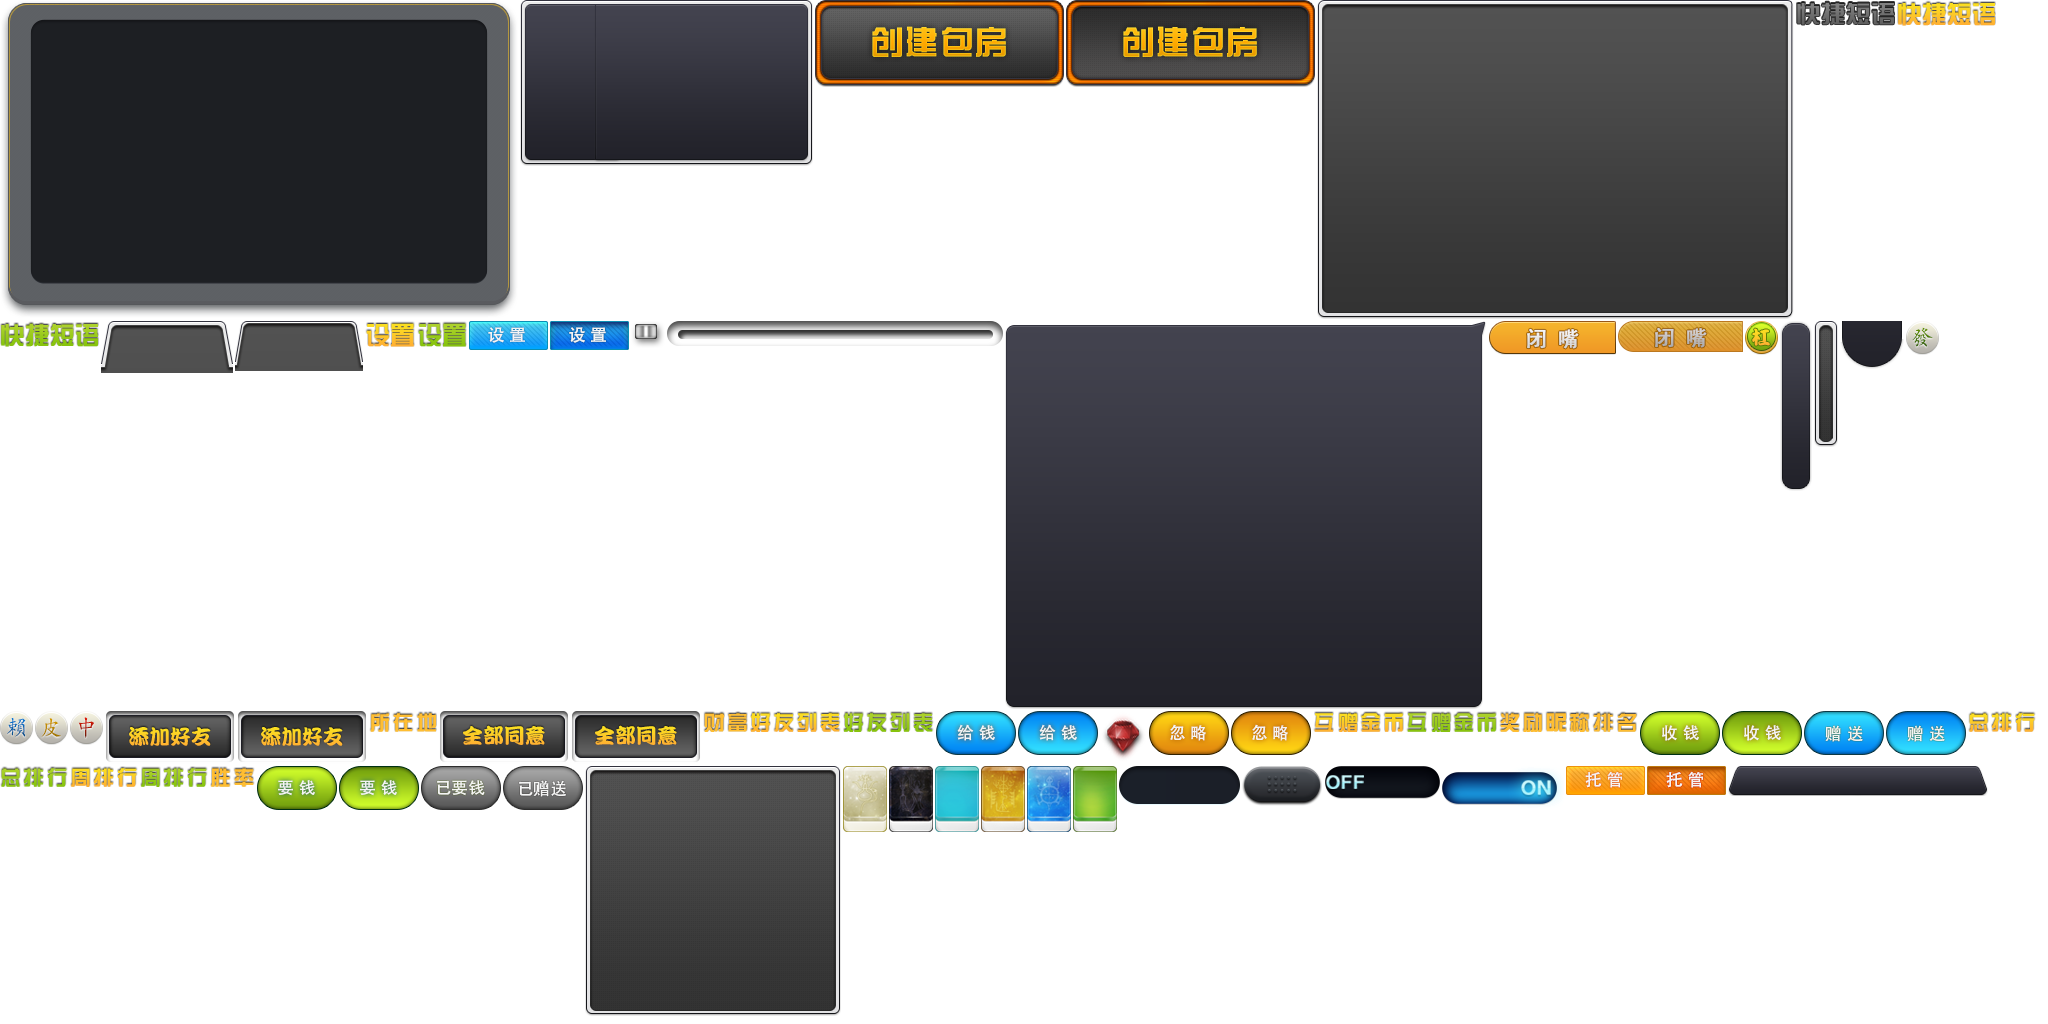 创建包房 创建包房 快捷短语 快捷短语
快捷短语 设置 设置 设置 设置 闭嘴 闭嘴 杠 發
賴 皮 中 添加好友 添加好友 所在地 全部同意 全部同意 财富 好友列表 好友列表 给钱 给钱 忽略 忽略 互赠金币 互赠金币 奖励 昵称 排名 收钱 收钱 赠送 赠送 总排行
总排行 周排行 周排行 胜率 要钱 要钱 已要钱 已赠送 OFF ON 托管 托管